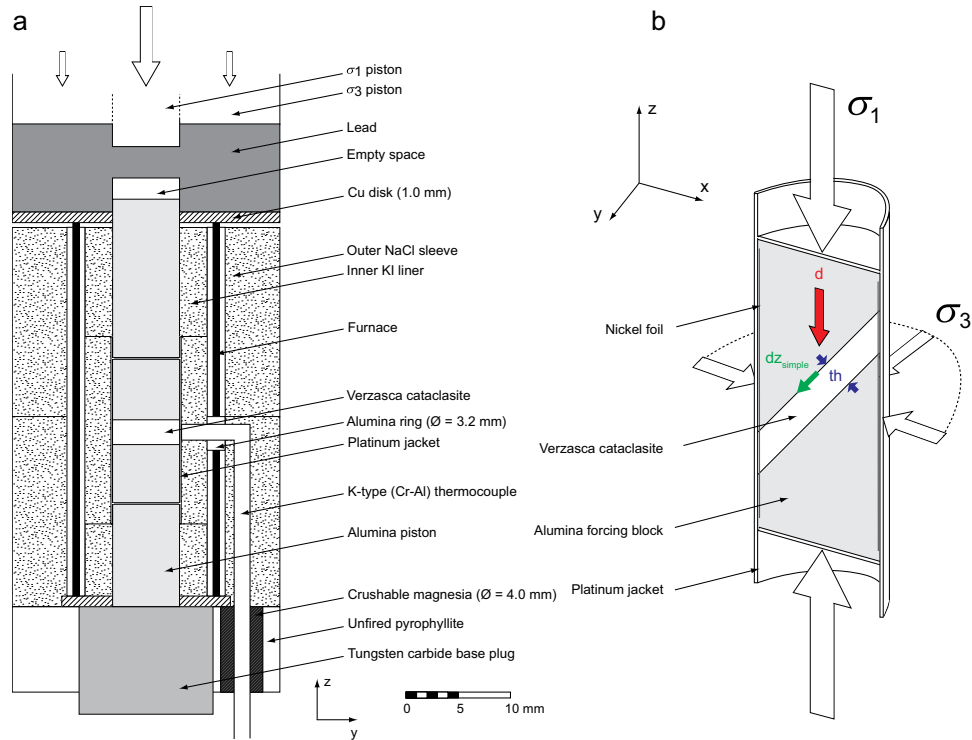 a
σ1 piston
σ3 piston
Lead
Empty space
Cu disk (1.0 mm)
Outer NaCl sleeve
Inner KI liner
Furnace
Verzasca cataclasite
Alumina ring (Ø = 3.2 mm)
Platinum jacket
K-type (Cr-Al) thermocouple
Alumina piston
Crushable magnesia (Ø = 4.0 mm)
Unfired pyrophyllite
Tungsten carbide base plug
z
y
0 5 10 mm
b
σ1
z
x
y
d
σ3
Nickel foil
dzsimple
th
Verzasca cataclasite
Alumina forcing block
Platinum jacket